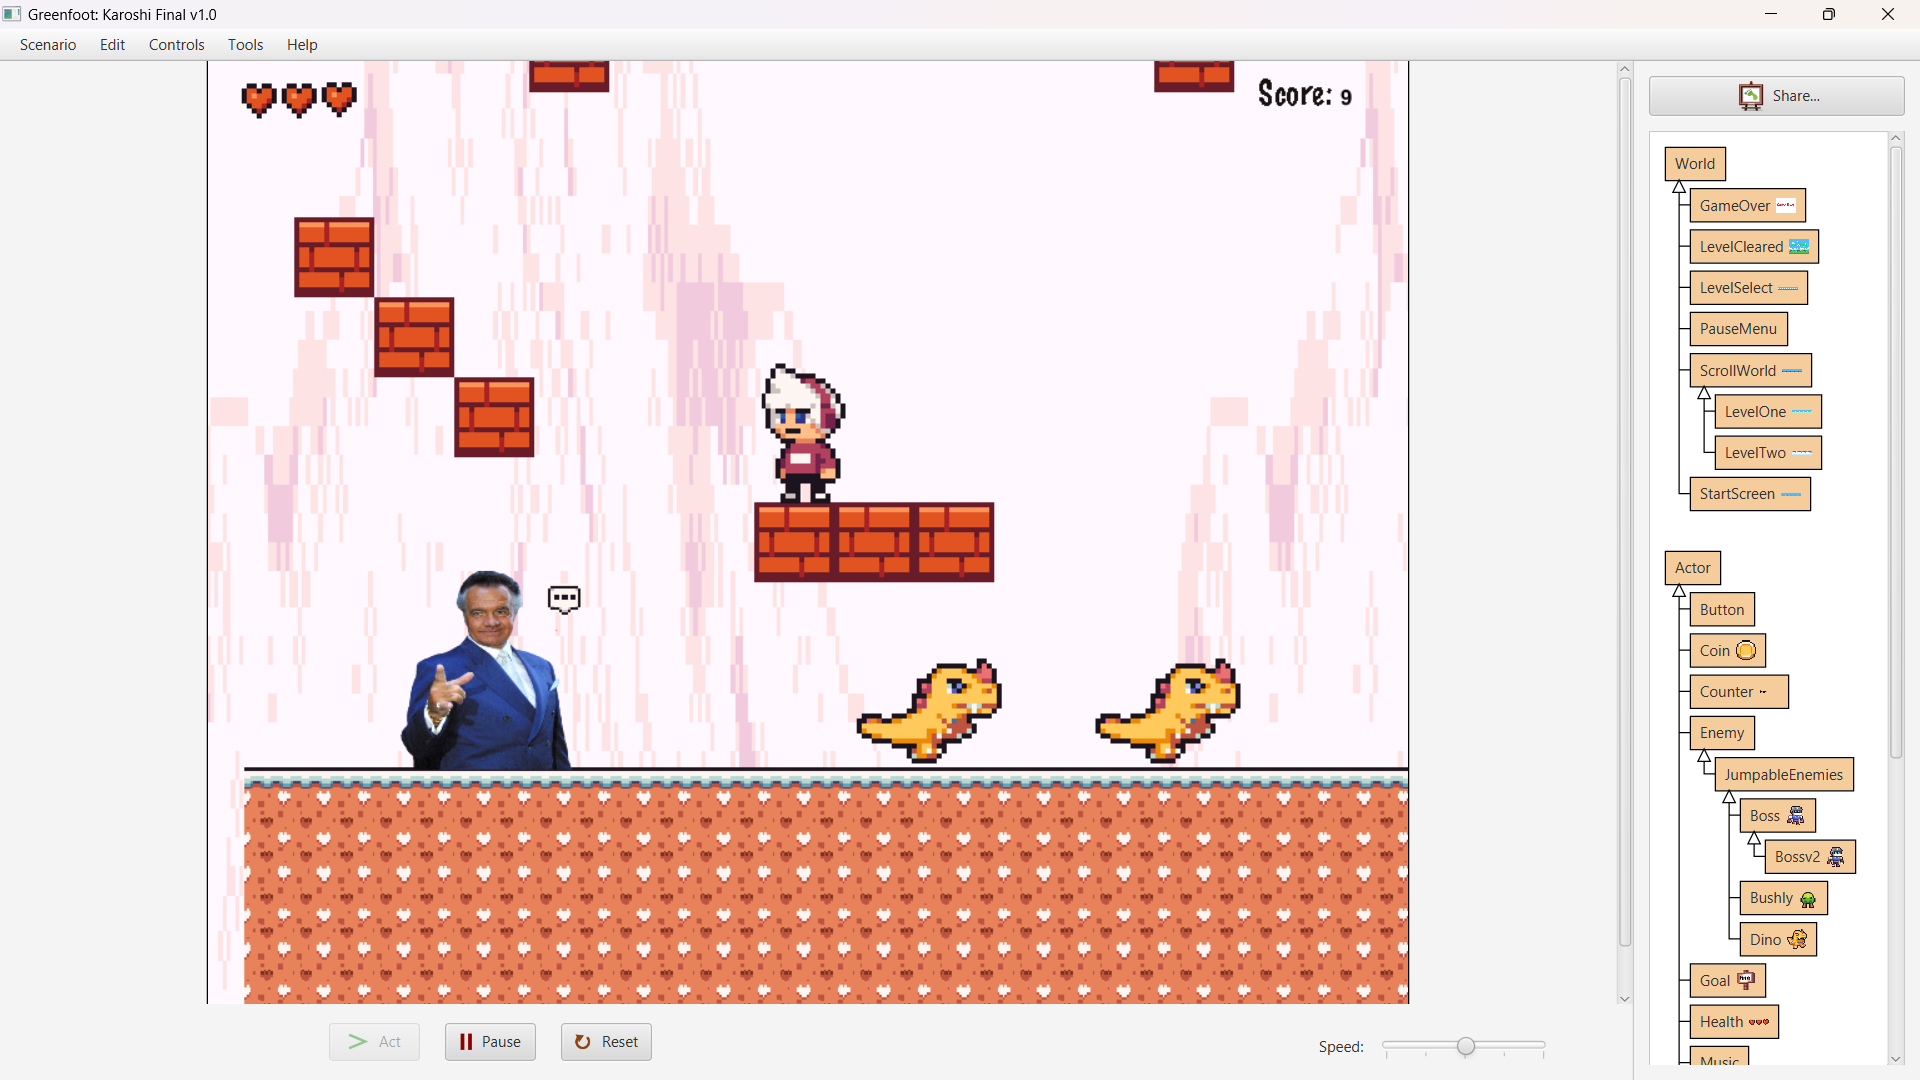 Greenfoot: Karoshi Final v1.0
Scenario Edit Controls Tools Help
Score: 9
Share...
World
GameOver
LevelCleared
LevelSelect
PauseMenu
ScrollWorld
LevelOne
LevelTwo
StartScreen
Actor
Button
Coin
Counter
Enemy
JumpableEnemies
Boss
Bossv2
Bushly
Dino
Goal
Health
Music
Act Pause Reset Speed: